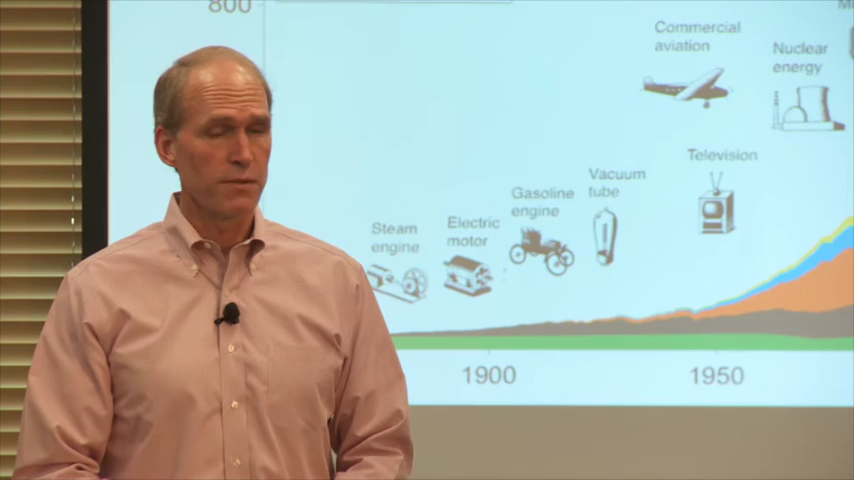 800
Commercial
aviation
Nuclear
energy
Television
Vacuum
tube
Gasoline
engine
Electric
motor
Steam
engine
1900
1950